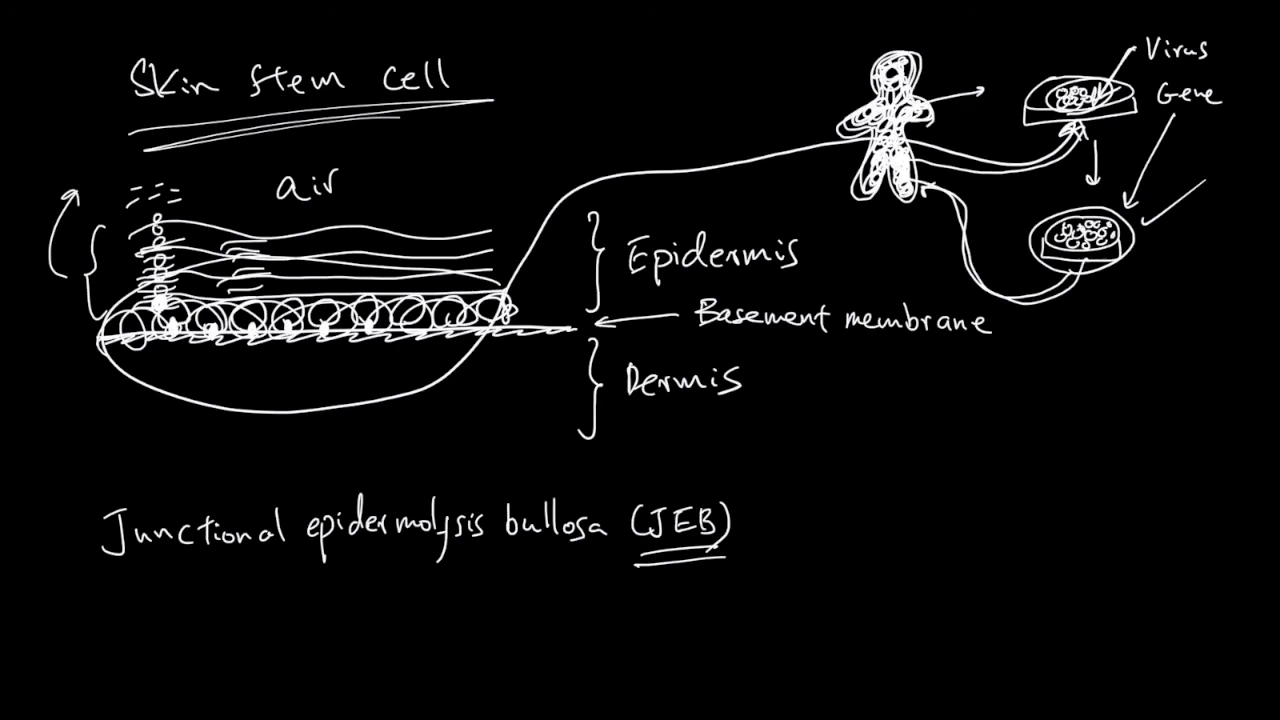 Skin stem cell
Virus
Gene
air
Epidermis
Basement membrane
Dermis
Junctional epidermolysis bullosa (JEB)